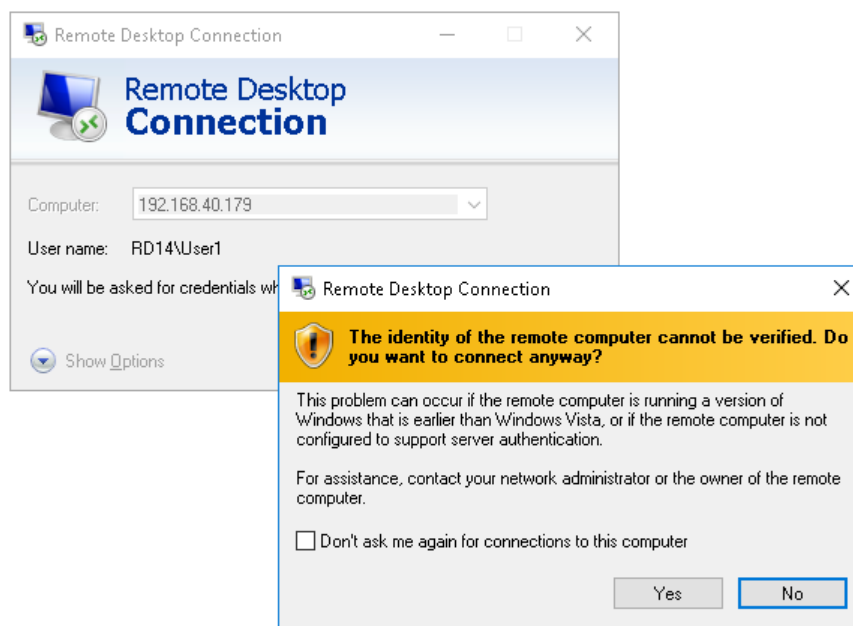 Remote Desktop Connection
Remote Desktop
Connection
Computer: 192.168.40.179
User name: RD14\User1
You will be asked for credentials wh
Show Options
Remote Desktop Connection
The identity of the remote computer cannot be verified. Do
you want to connect anyway?
This problem can occur if the remote computer is running a version of
Windows that is earlier than Windows Vista, or if the remote computer is not
configured to support server authentication.
For assistance, contact your network administrator or the owner of the remote
computer.
Don't ask me again for connections to this computer
Yes No